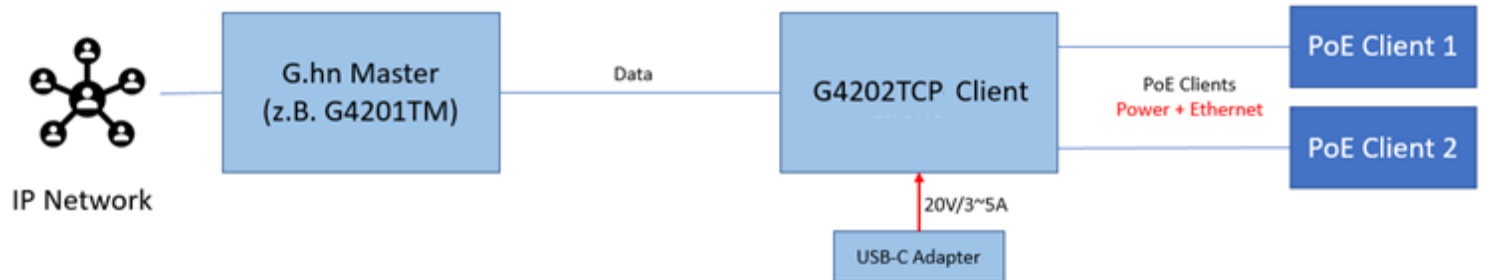 IP Network
G.hn Master
(z.B. G4201TM)
Data
G4202TCP Client
20V/3~5A
USB-C Adapter
PoE Clients
Power + Ethernet
PoE Client 1
PoE Client 2